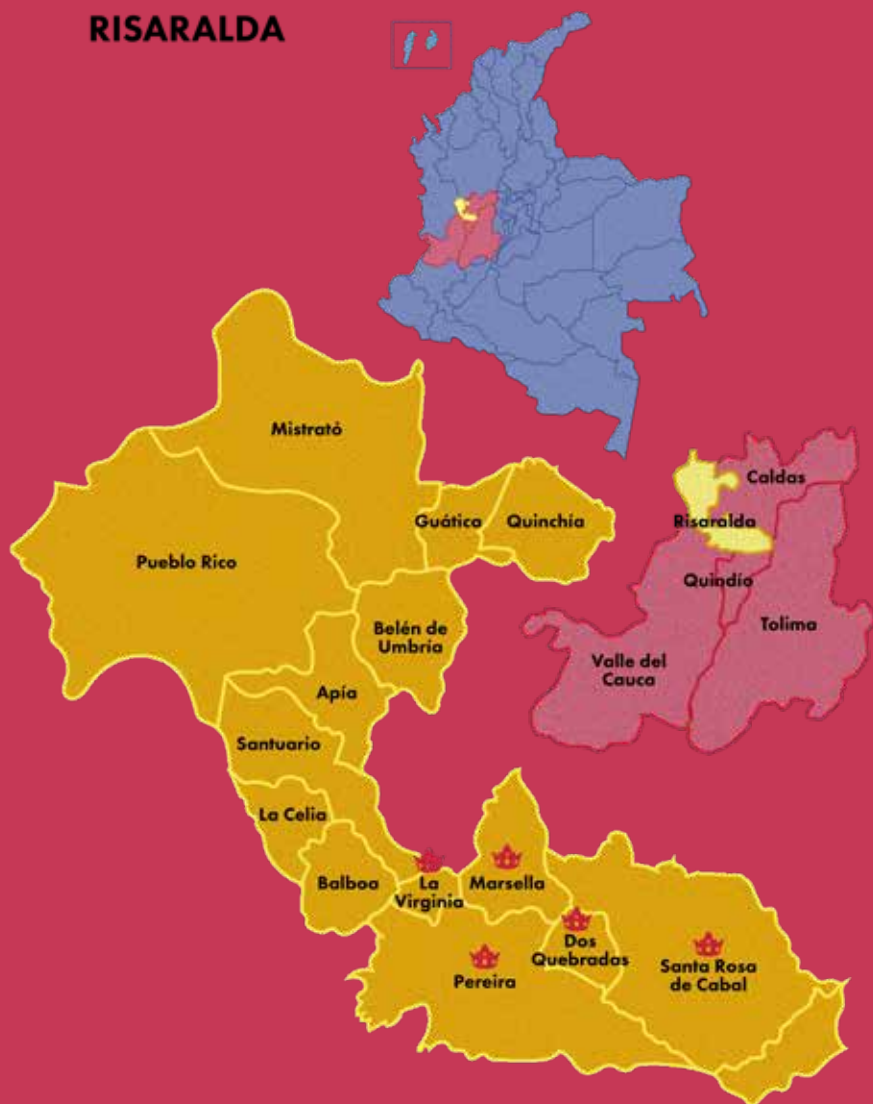 RISARALDA
Mistrató
Caldas
Guática
Quinchía
Risaralda
Pueblo Rico
Quindío
Belén de
Umbría
Tolima
Valle del
Cauca
Apía
Santuario
La Celia
Balboa
La
Virginia
Marsella
Dos
Quebradas
Pereira
Santa Rosa
de Cabal